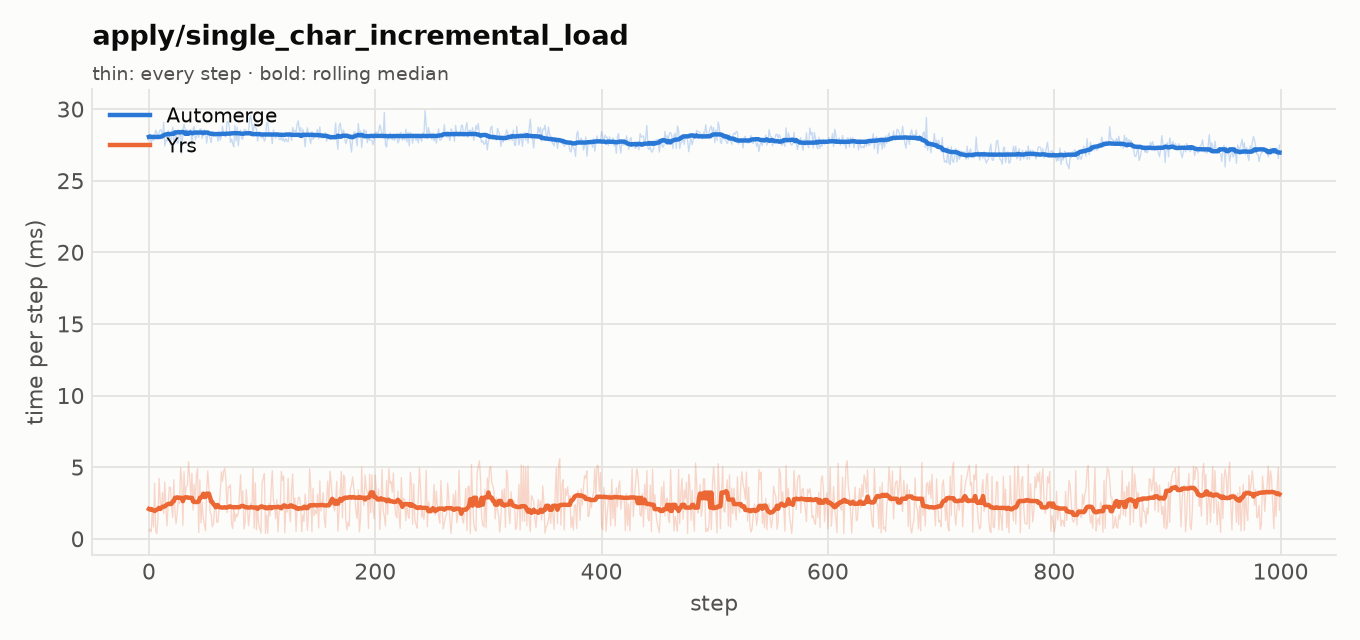 apply/single_char_incremental_load
thin: every step · bold: rolling median
Automerge
Yrs
30
25
20
15
10
5
0
time per step (ms)
0 200 400 600 800 1000
step